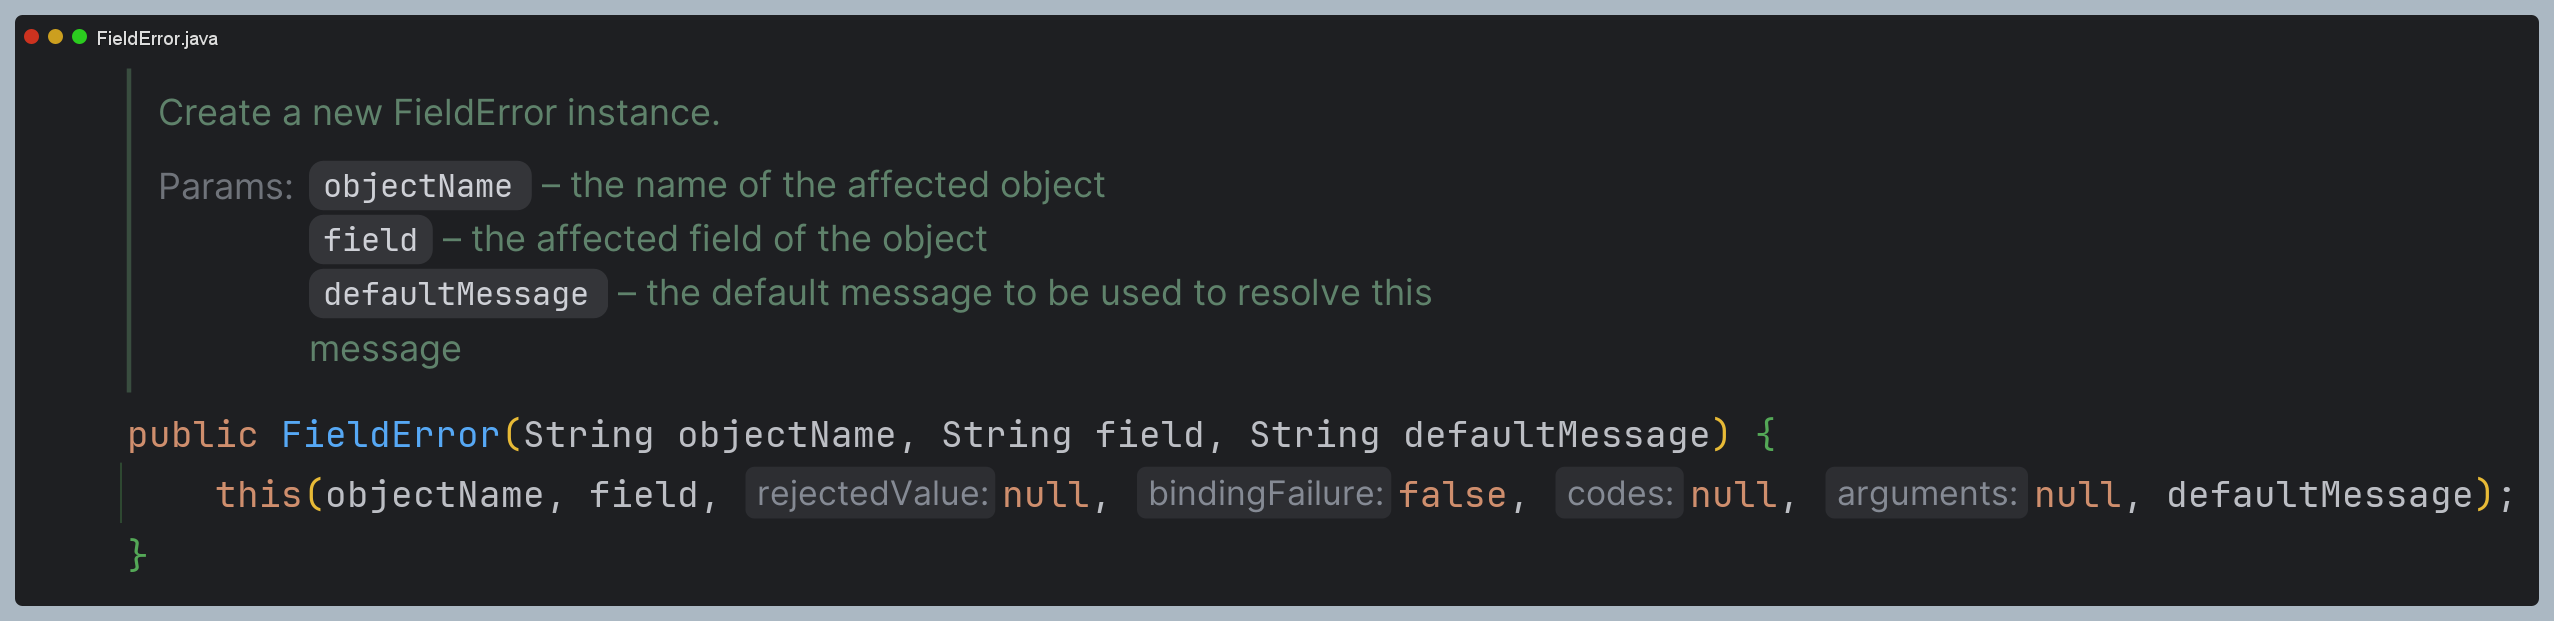 FieldError.java
Create a new FieldError instance.
Params: objectName – the name of the affected object
field – the affected field of the object
defaultMessage – the default message to be used to resolve this
message
public FieldError(String objectName, String field, String defaultMessage) {
this(objectName, field, rejectedValue: null, bindingFailure: false, codes: null, arguments: null, defaultMessage);
}